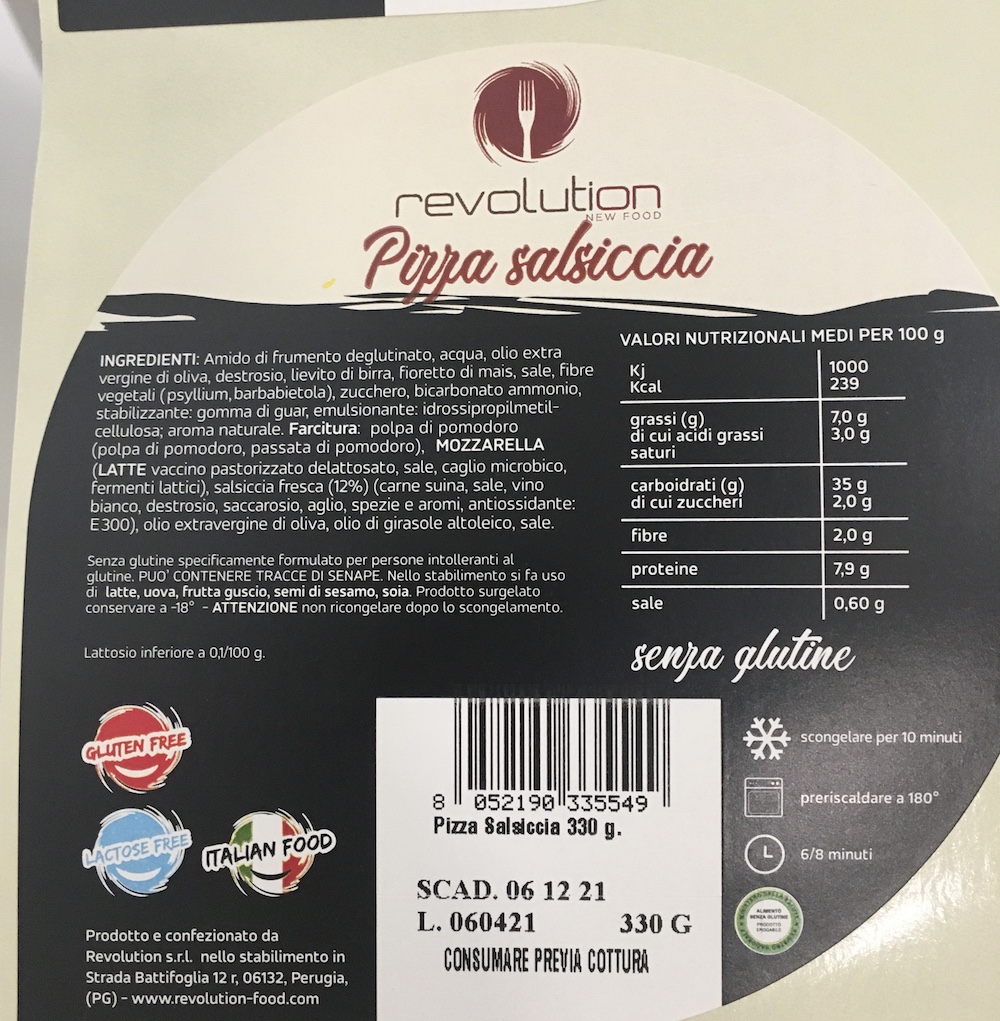 revolution
NEW FOOD
Pizza salsiccia
INGREDIENTI: Amido di frumento deglutinato, acqua, olio extra
vergine di oliva, destrosio, lievito di birra, fioretto di mais, sale, fibre
vegetali (psyllium, barbabietola), zucchero, bicarbonato ammonio,
stabilizzante: gomma di guar, emulsionante: idrossipropilmetil-
cellulosa; aroma naturale. Farcitura: polpa di pomodoro
(polpa di pomodoro, passata di pomodoro), MOZZARELLA
(LATTE vaccino pastorizzato delattosato, sale, caglio microbico,
fermenti lattici), salsiccia fresca (12%) (carne suina, sale, vino
bianco, destrosio, saccarosio, aglio, spezie e aromi, antiossidante:
E300), olio extravergine di oliva, olio di girasole altoleico, sale.
Senza glutine specificamente formulato per persone intolleranti al
glutine. PUO' CONTENERE TRACCE DI SENAPE. Nello stabilimento si fa uso
di latte, uova, frutta guscio, semi di sesamo, soia. Prodotto surgelato
conservare a -18° - ATTENZIONE non ricongelare dopo lo scongelamento.
Lattosio inferiore a 0,1/100 g.
VALORI NUTRIZIONALI MEDI PER 100 g
Kj 1000
Kcal 239
grassi (g) 7,0 g
di cui acidi grassi 3,0 g
saturi
carboidrati (g) 35 g
di cui zuccheri 2,0 g
fibre 2,0 g
proteine 7,9 g
sale 0,60 g
senza glutine
GLUTEN FREE
LACTOSE FREE
ITALIAN FOOD
Prodotto e confezionato da
Revolution s.r.l. nello stabilimento in
Strada Battifoglia 12 r, 06132, Perugia,
(PG) - www.revolution-food.com
8 052190 335549
Pizza Salsiccia 330 g.
SCAD. 06 12 21
L. 060421 330 G
CONSUMARE PREVIA COTTURA
scongelare per 10 minuti
preriscaldare a 180°
6/8 minuti
ALIMENTO
SENZA GLUTINE
PRODOTTO
EROGABILE